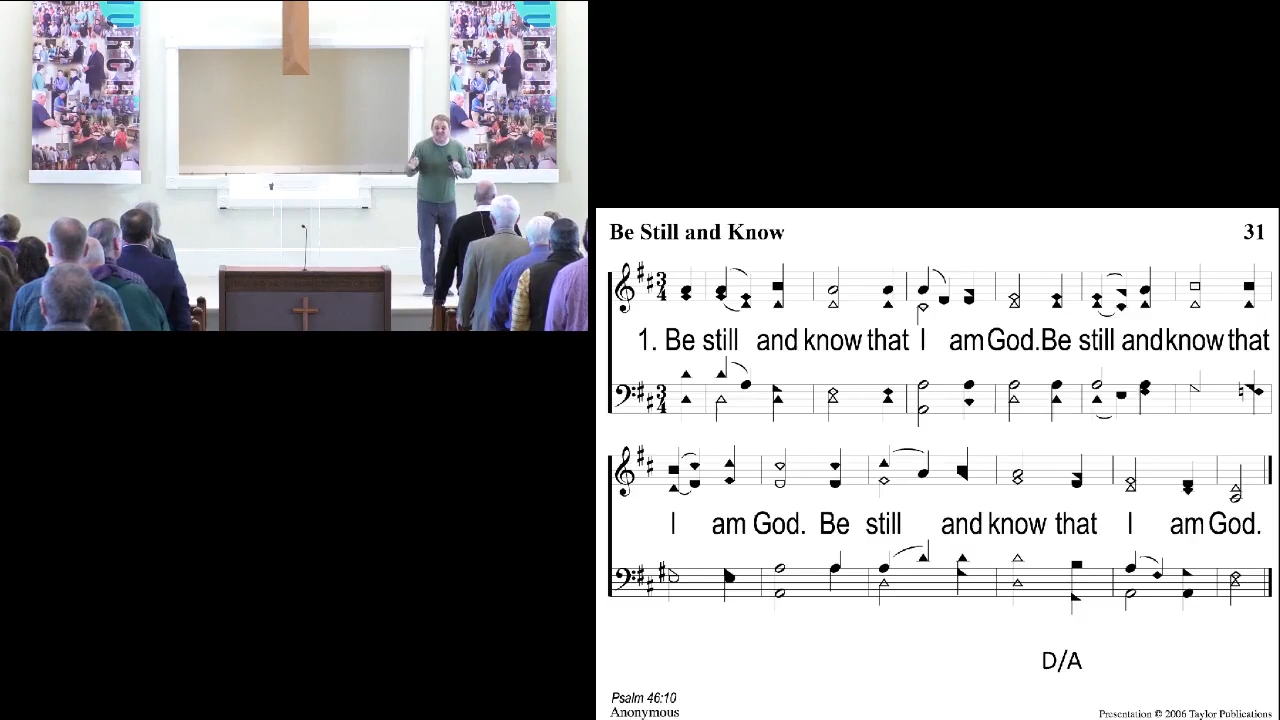 Be Still and Know 31
1. Be still and know that I am God. Be still and know that
I am God. Be still and know that I am God.
D/A
Psalm 46:10
Anonymous
Presentation © 2006 Taylor Publications